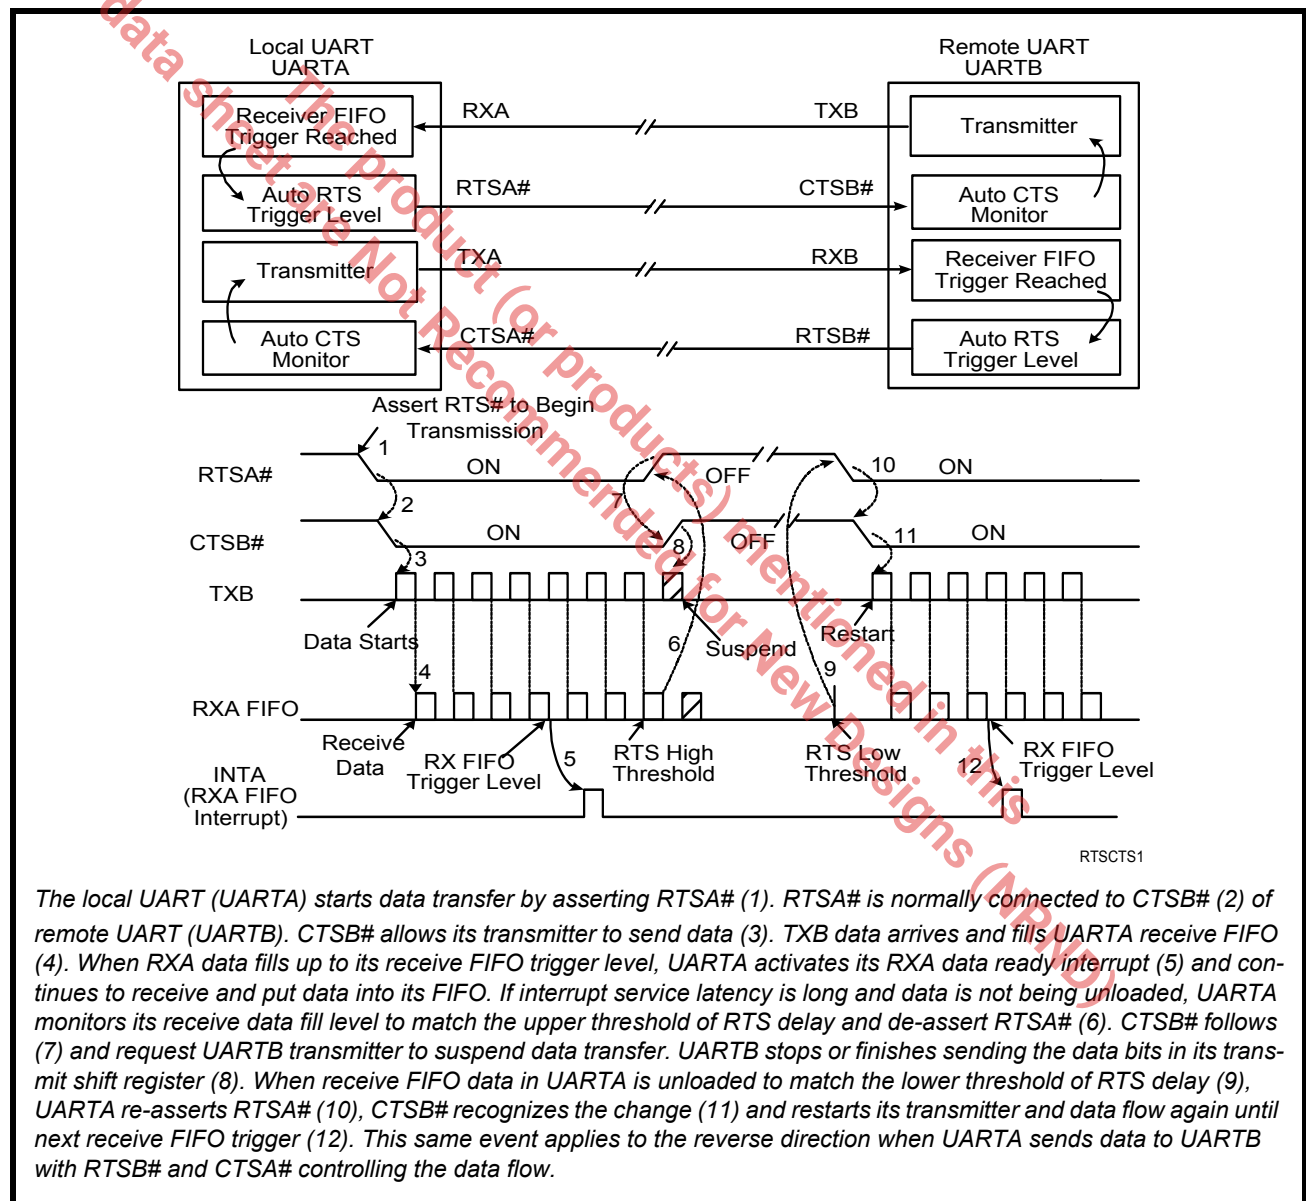 Local UART
UARTA
Remote UART
UARTB
Receiver FIFO
Trigger Reached
RXA
TXB
Transmitter
Auto RTS
Trigger Level
RTSA#
CTSB#
Auto CTS
Monitor
Transmitter
TXA
RXB
Receiver FIFO
Trigger Reached
Auto CTS
Monitor
CTSA#
RTSB#
Auto RTS
Trigger Level
Assert RTS# to Begin
Transmission
RTSA#
1
ON
7
OFF
10
ON
CTSB#
2
ON
8
OFF
11
ON
TXB
3
Data Starts
6
Suspend
Restart
RXA FIFO
4
9
Receive
Data
RX FIFO
Trigger Level
5
RTS High
Threshold
RTS Low
Threshold
12
RX FIFO
Trigger Level
INTA
(RXA FIFO
Interrupt)
RTSCTS1
The product (or products) mentioned in this
data sheet are Not Recommended for New Designs (NRND)
The local UART (UARTA) starts data transfer by asserting RTSA# (1). RTSA# is normally connected to CTSB# (2) of
remote UART (UARTB). CTSB# allows its transmitter to send data (3). TXB data arrives and fills UARTA receive FIFO
(4). When RXA data fills up to its receive FIFO trigger level, UARTA activates its RXA data ready interrupt (5) and con-
tinues to receive and put data into its FIFO. If interrupt service latency is long and data is not being unloaded, UARTA
monitors its receive data fill level to match the upper threshold of RTS delay and de-assert RTSA# (6). CTSB# follows
(7) and request UARTB transmitter to suspend data transfer. UARTB stops or finishes sending the data bits in its trans-
mit shift register (8). When receive FIFO data in UARTA is unloaded to match the lower threshold of RTS delay (9),
UARTA re-asserts RTSA# (10), CTSB# recognizes the change (11) and restarts its transmitter and data flow again until
next receive FIFO trigger (12). This same event applies to the reverse direction when UARTA sends data to UARTB
with RTSB# and CTSA# controlling the data flow.